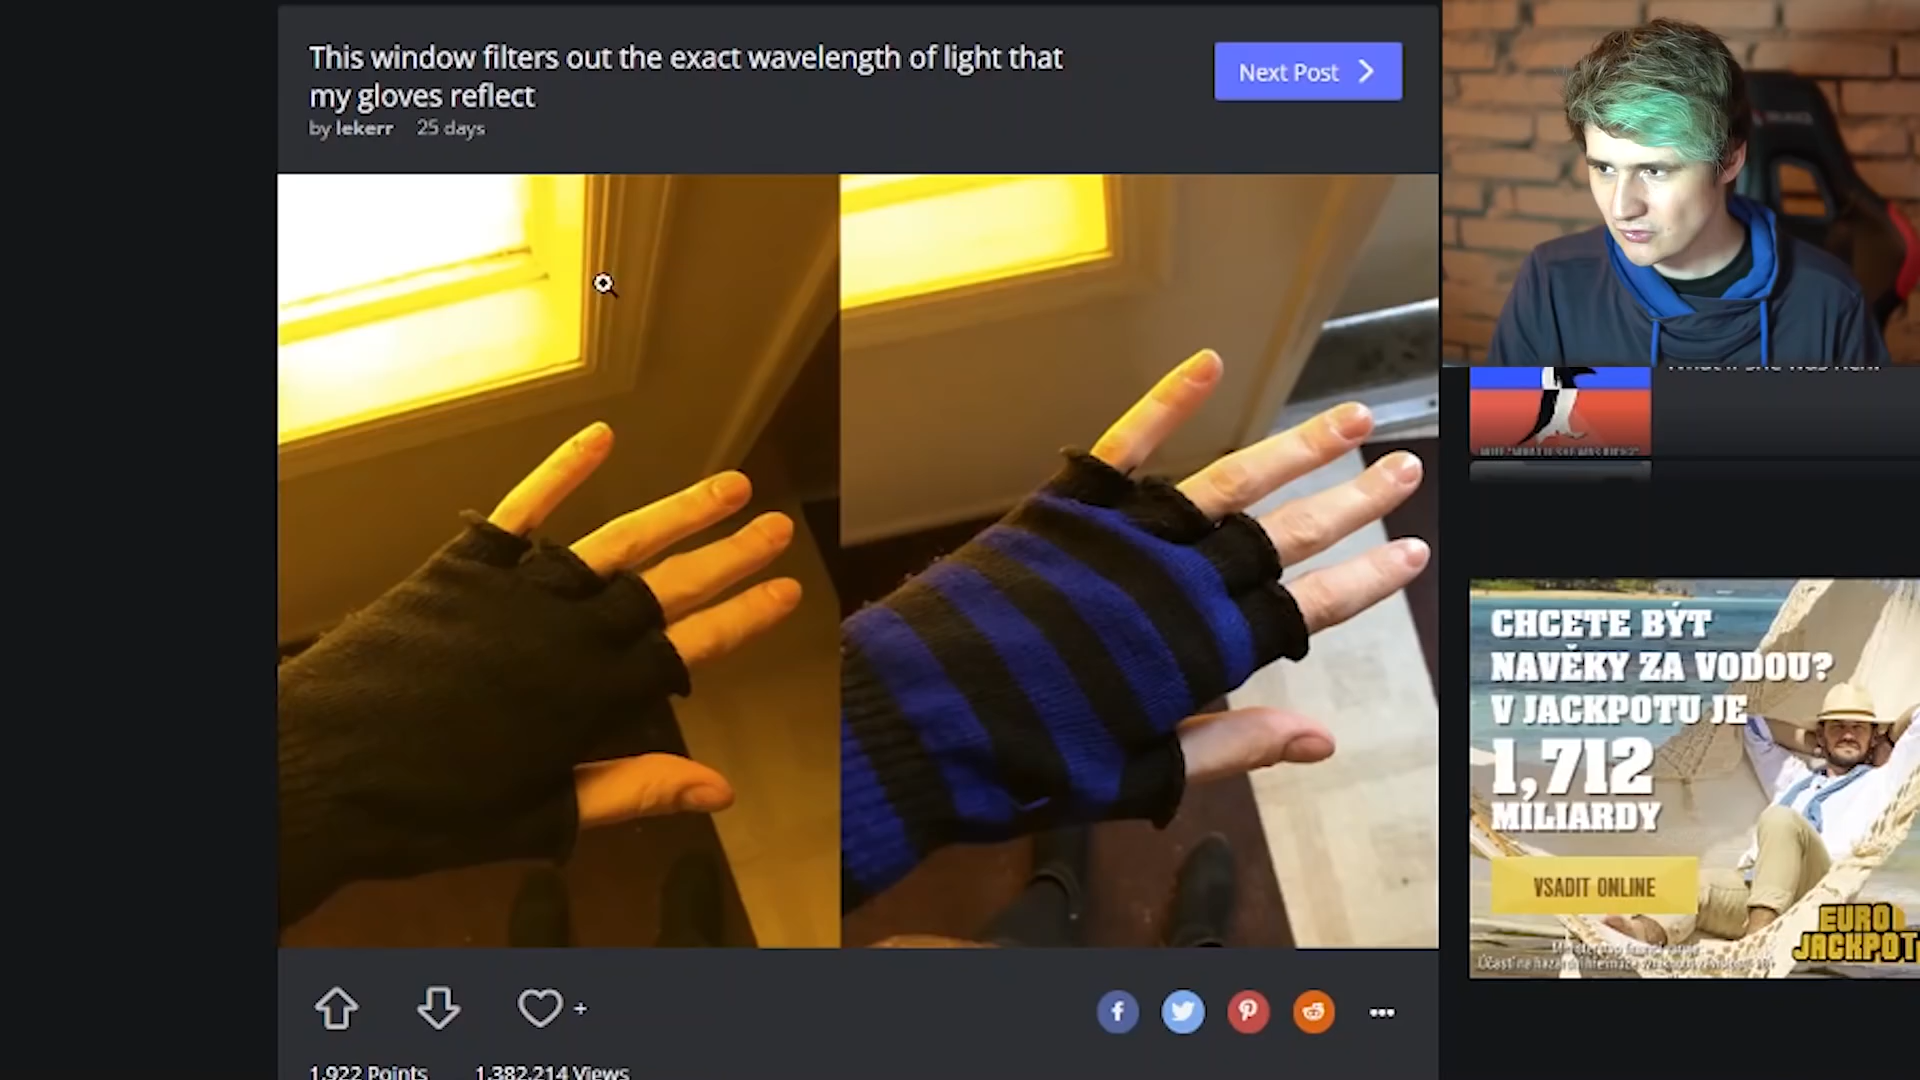 This window filters out the exact wavelength of light that
my gloves reflect
by lekerr 25 days
Next Post
CHCETE BÝT
NAVĚKY ZA VODOU?
V JACKPOTU JE
1,712
MILIARDY
VSADIT ONLINE
EURO
JACKPOT
+
1,922 Points 1,382,214 Views